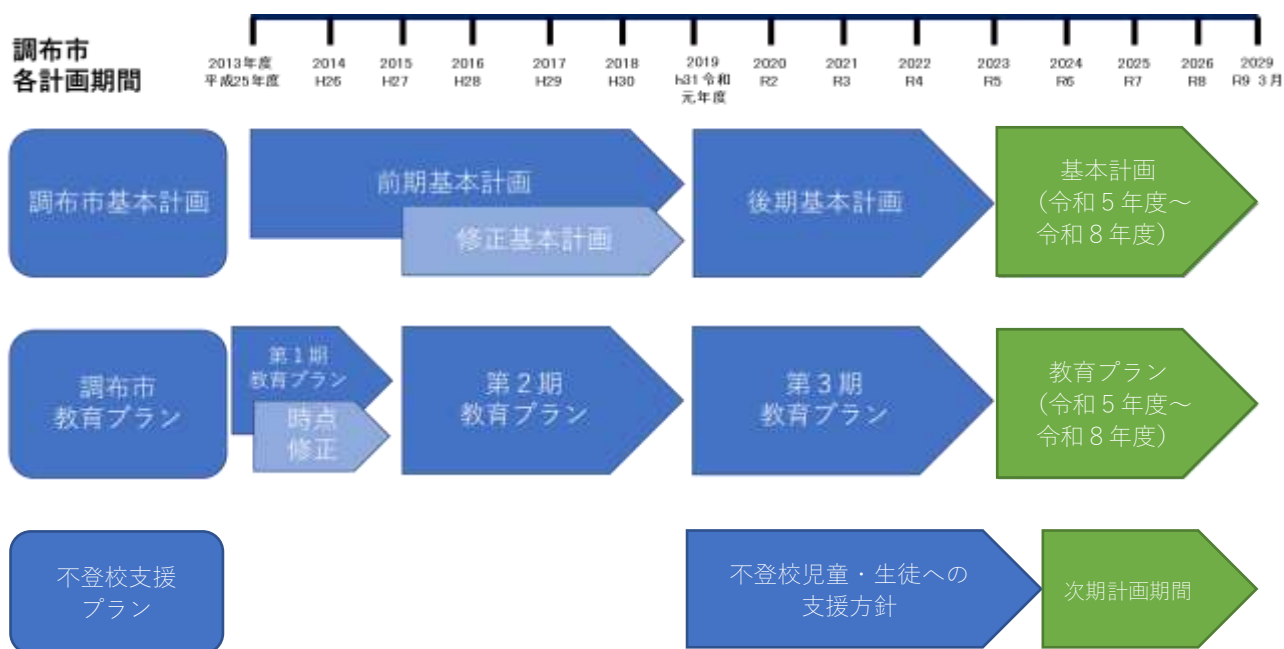 調布市
各計画期間
2013年度
平成25年度
2014
H26
2015
H27
2016
H28
2017
H29
2018
H30
2019
h31令和
元年度
2020
R2
2021
R3
2022
R4
2023
R5
2024
R6
2025
R7
2026
R8
2029
R9 3月
調布市基本計画
前期基本計画
修正基本計画
後期基本計画
基本計画
(令和5年度～
令和8年度)
調布市
教育プラン
第1期
教育プラン
時点
修正
第2期
教育プラン
第3期
教育プラン
教育プラン
(令和5年度～
令和8年度)
不登校支援
プラン
不登校児童・生徒への
支援方針
次期計画期間